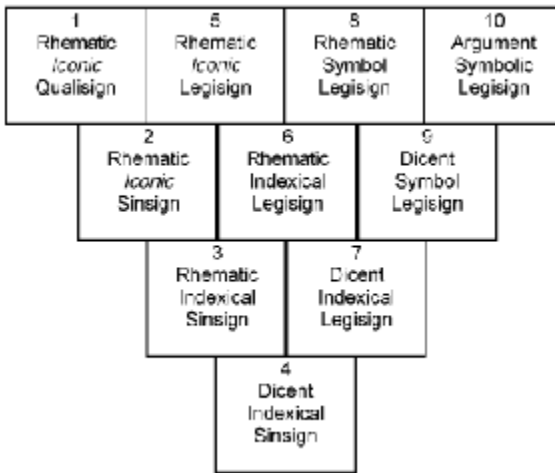 1
Rhematic
Iconic
Qualisign
5
Rhematic
Iconic
Legisign
8
Rhematic
Symbol
Legisign
10
Argument
Symbolic
Legisign
2
Rhematic
Iconic
Sinsign
6
Rhematic
Indexical
Legisign
9
Dicent
Symbol
Legisign
3
Rhematic
Indexical
Sinsign
7
Dicent
Indexical
Legisign
4
Dicent
Indexical
Sinsign